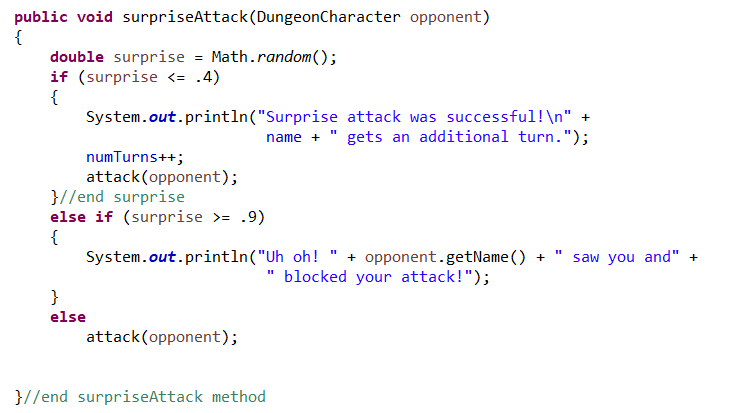 public void surpriseAttack(DungeonCharacter opponent)
{
    double surprise = Math.random();
    if (surprise <= .4)
    {
        System.out.println("Surprise attack was successful!\n" +
                            name + " gets an additional turn.");
        numTurns++;
        attack(opponent);
    }//end surprise
    else if (surprise >= .9)
    {
        System.out.println("Uh oh! " + opponent.getName() + " saw you and" +
                            " blocked your attack!");
    }
    else
        attack(opponent);


}//end surpriseAttack method